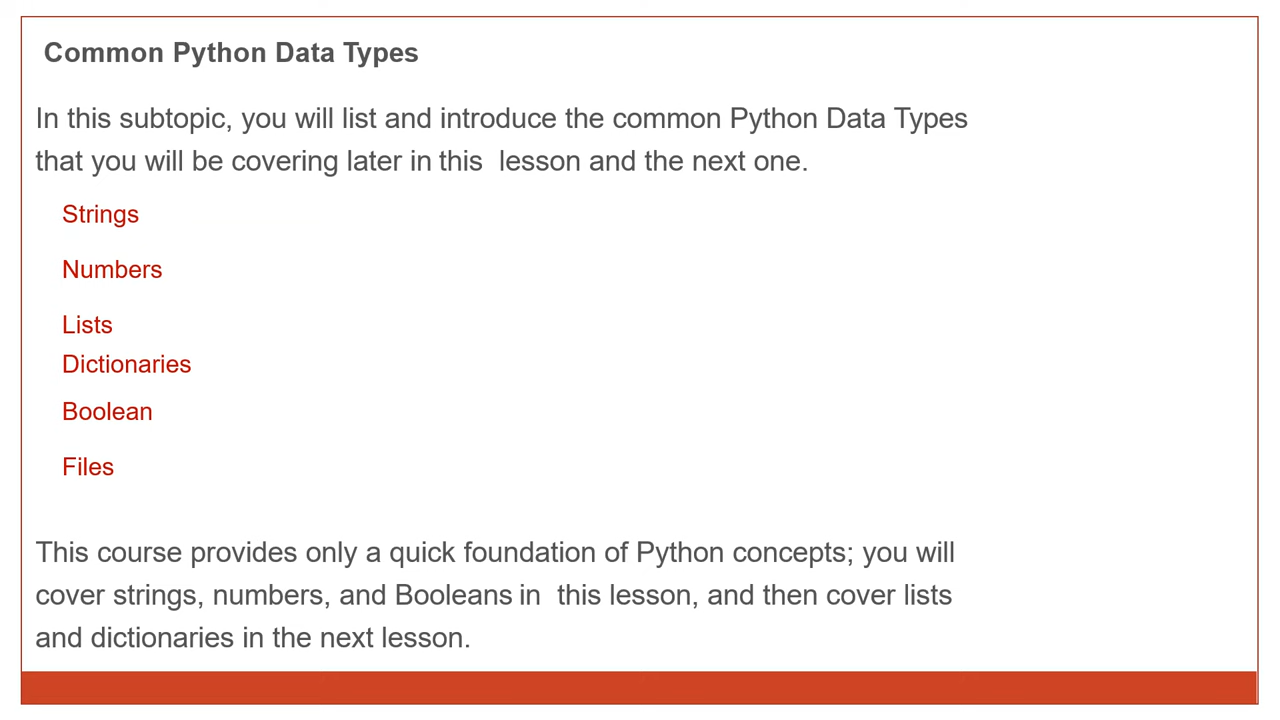 Common Python Data Types
In this subtopic, you will list and introduce the common Python Data Types
that you will be covering later in this lesson and the next one.
Strings
Numbers
Lists
Dictionaries
Boolean
Files
This course provides only a quick foundation of Python concepts; you will
cover strings, numbers, and Booleans in this lesson, and then cover lists
and dictionaries in the next lesson.